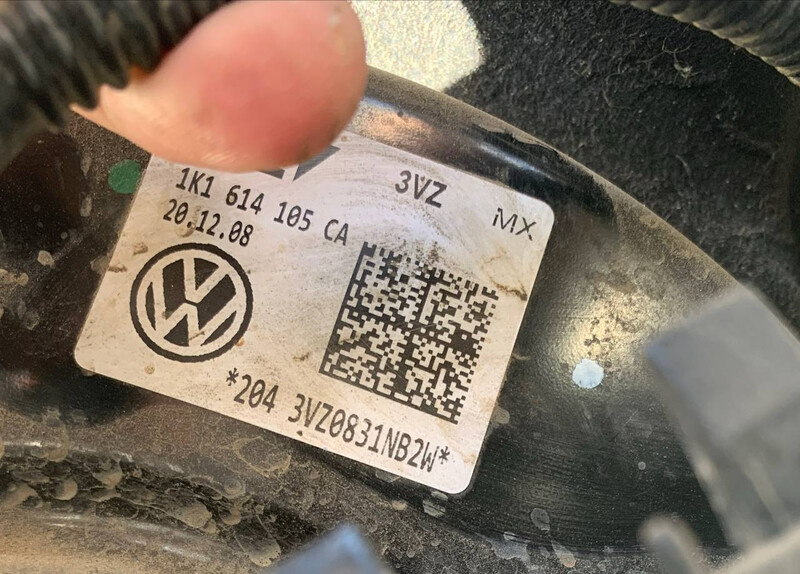 3VZ
MX
1K1 614 105 CA
20.12.08
*204 3VZ0831NB2W*